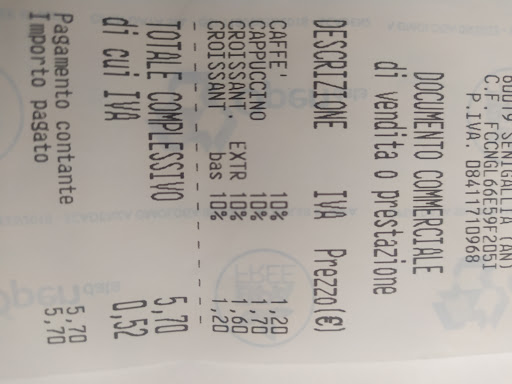 60019 SENIGALLIA (AN)
C.F. FCCNGL66E55F205I
P.IVA. 08411710968
DOCUMENTO COMMERCIALE
di vendita o prestazione
DESCRIZIONE IVA Prezzo(€)
CAFFE' 10% 1,20
CAPPUCCINO 10% 1,70
CROISSANT' EXTR 10% 1,60
CROISSANT bas 10% 1,20
TOTALE COMPLESSIVO 5,70
di cui IVA 0,52
Pagamento contante 5,70
Importo pagato 5,70